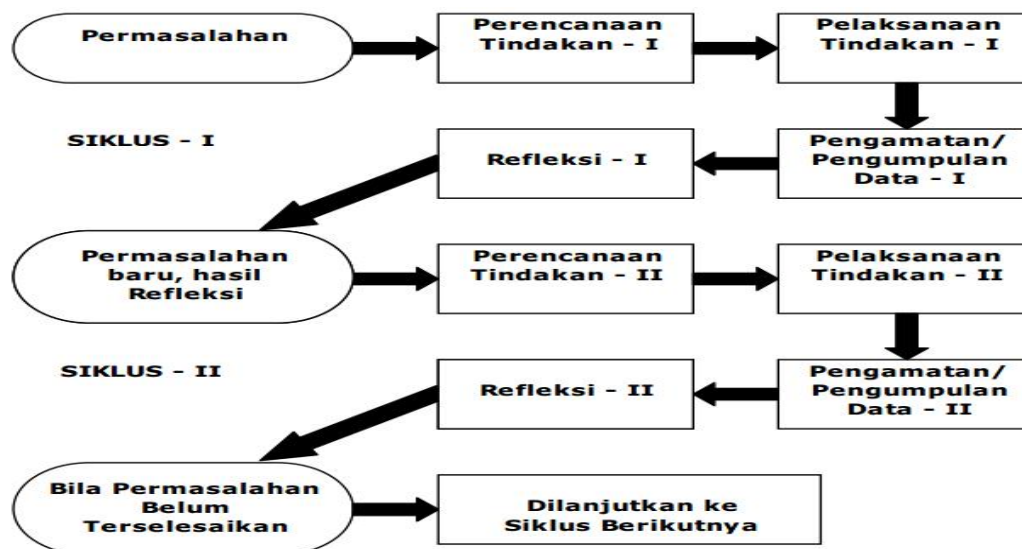 Permasalahan
Perencanaan
Tindakan - I
Pelaksanaan
Tindakan - I
SIKLUS - I
Refleksi - I
Pengamatan/
Pengumpulan
Data - I
Permasalahan
baru, hasil
Refleksi
Perencanaan
Tindakan - II
Pelaksanaan
Tindakan - II
SIKLUS - II
Refleksi - II
Pengamatan/
Pengumpulan
Data - II
Bila Permasalahan
Belum
Terselesaikan
Dilanjutkan ke
Siklus Berikutnya